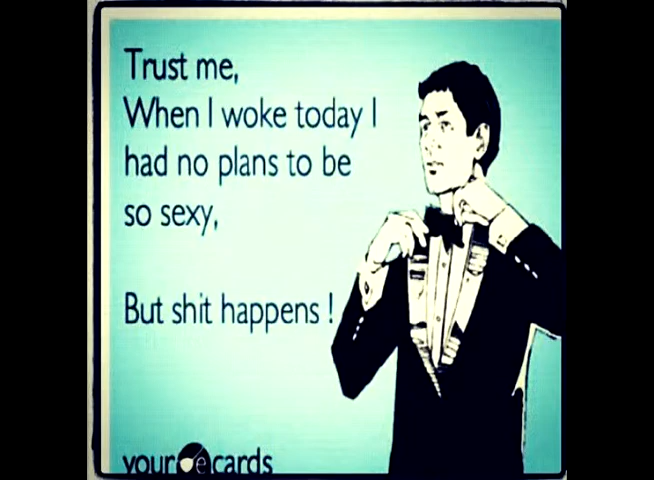 Trust me,
When I woke today I
had no plans to be
so sexy,
But shit happens !
your e cards